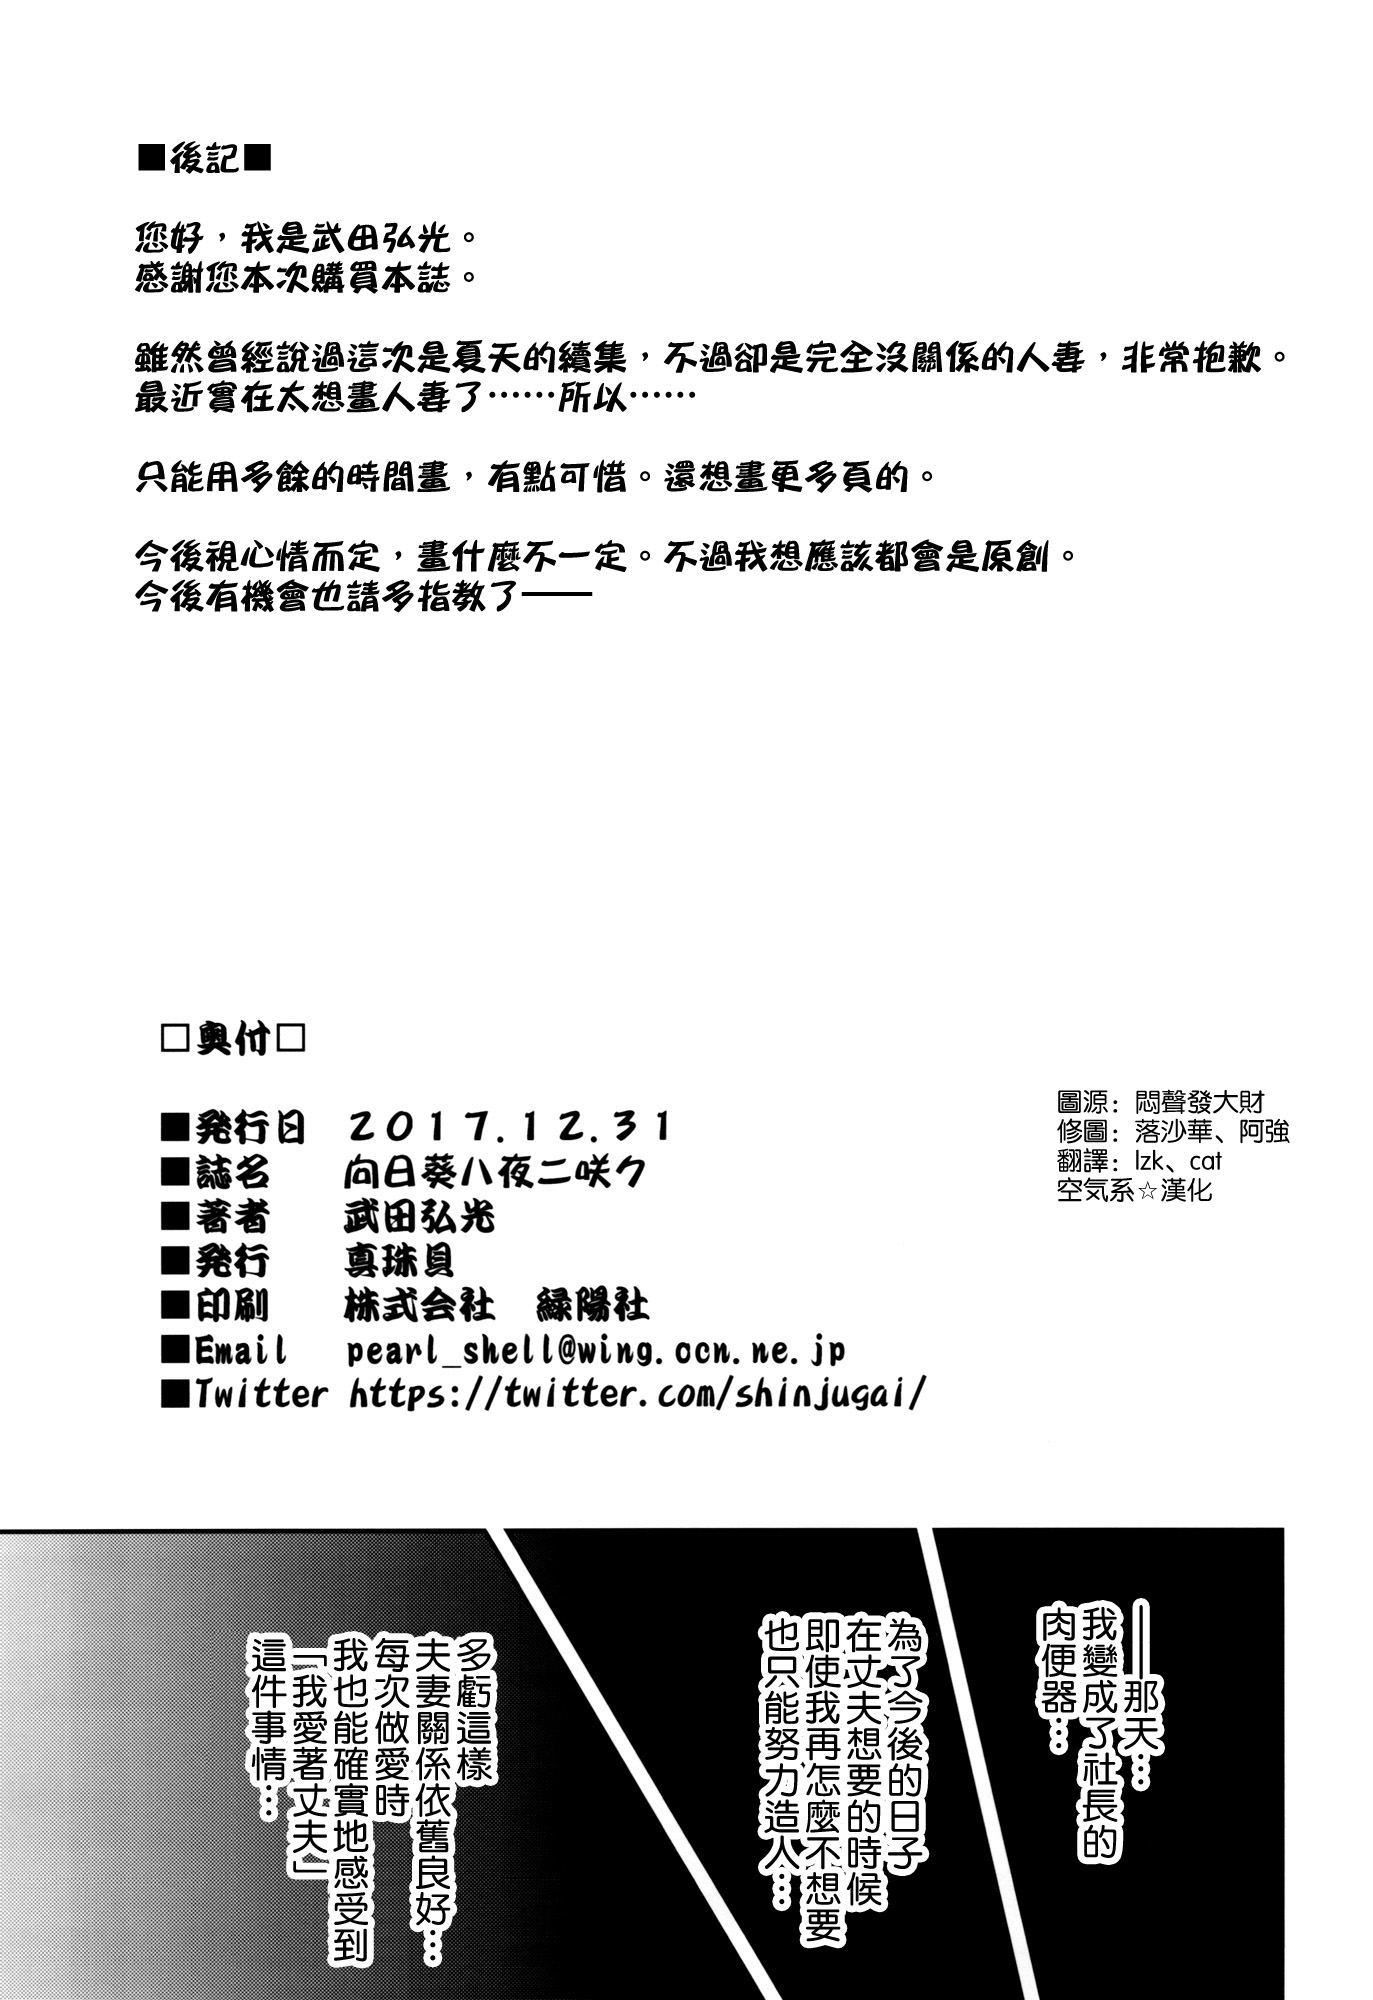 ■後記■
您好，我是武田弘光。
感謝您本次購買本誌。
雖然曾經說過這次是夏天的續集，不過卻是完全沒關係的人妻，非常抱歉。
最近實在太想畫人妻了……所以……
只能用多餘的時間畫，有點可惜。還想畫更多頁的。
今後視心情而定，畫什麼不一定。不過我想應該都會是原創。
今後有機會也請多指教了——
□奥付□
■発行日　２０１７.１２.３１
■誌名　　向日葵ハ夜ニ咲ク
■著者　　武田弘光
■発行　　真珠貝
■印刷　　株式会社　緑陽社
■Email　pearl_shell@wing.ocn.ne.jp
■Twitter https://twitter.com/shinjugai/
圖源：悶聲發大財
修圖：落沙華、阿強
翻譯：lzk、cat
空気系☆漢化
——那天…
我變成了社長的
肉便器…
為了今後的日子
在丈夫想要的時候
即使我再怎麼不想要
也只能努力造人…
多虧這樣
夫妻關係依舊良好…
每次做愛時
我也能確實地感受到
「我愛著丈夫」
這件事情…